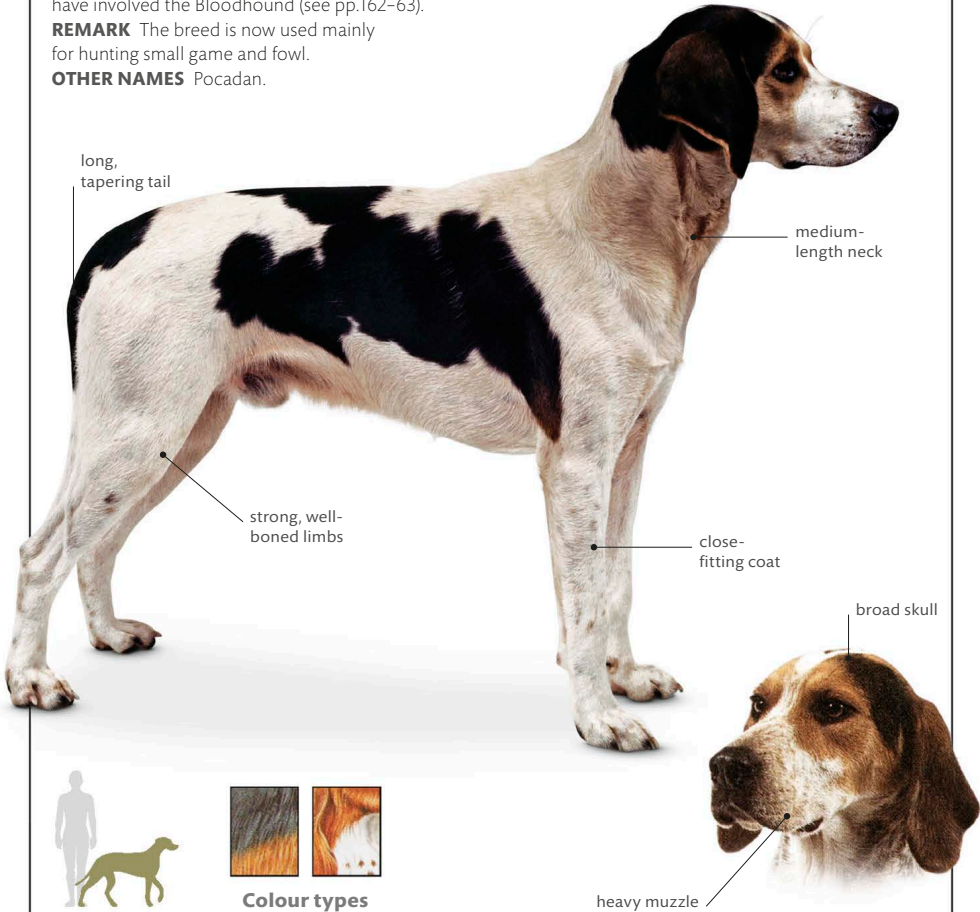 have involved the Bloodhound (see pp.162–63).
REMARK The breed is now used mainly
for hunting small game and fowl.
OTHER NAMES Pocadan.
long,
tapering tail
medium-
length neck
strong, well-
boned limbs
close-
fitting coat
broad skull
Colour types
heavy muzzle